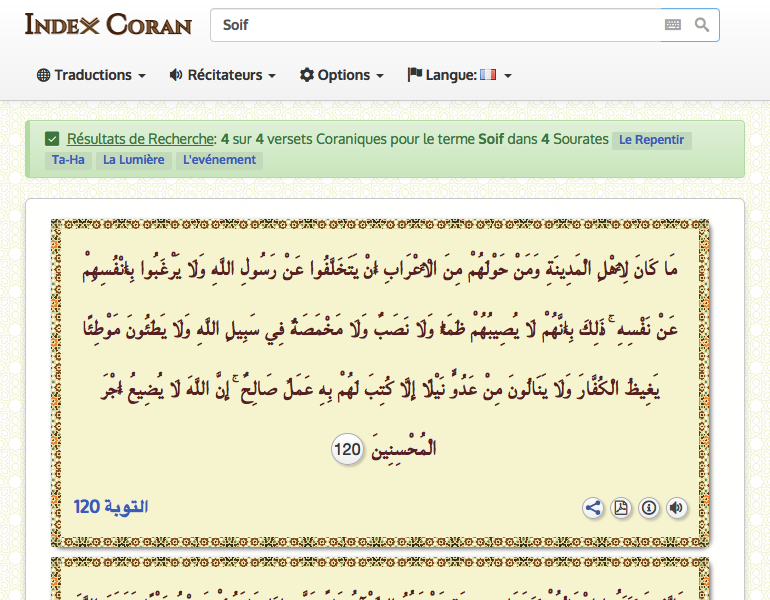 INDEX CORAN
Soif
Traductions
Récitateurs
Options
Langue:
Résultats de Recherche: 4 sur 4 versets Coraniques pour le terme Soif dans 4 Sourates Le Repentir
Ta-Ha La Lumière L'evénement
مَا كَانَ لِأَهْلِ الْمَدِينَةِ وَمَنْ حَوْلَهُمْ مِنَ الْأَعْرَابِ أَنْ يَتَخَلَّفُوا عَنْ رَسُولِ اللَّهِ وَلَا يَرْغَبُوا بِأَنْفُسِهِمْ
عَنْ نَفْسِهِ ۚ ذَلِكَ بِأَنَّهُمْ لَا يُصِيبُهُمْ ظَمَأٌ وَلَا نَصَبٌ وَلَا مَخْمَصَةٌ فِي سَبِيلِ اللَّهِ وَلَا يَطَئُونَ مَوْطِئًا
يَغِيظُ الْكُفَّارَ وَلَا يَنَالُونَ مِنْ عَدُوٍّ نَيْلًا إِلَّا كُتِبَ لَهُمْ بِهِ عَمَلٌ صَالِحٌ ۚ إِنَّ اللَّهَ لَا يُضِيعُ أَجْرَ
الْمُحْسِنِينَ 120
التوبة 120